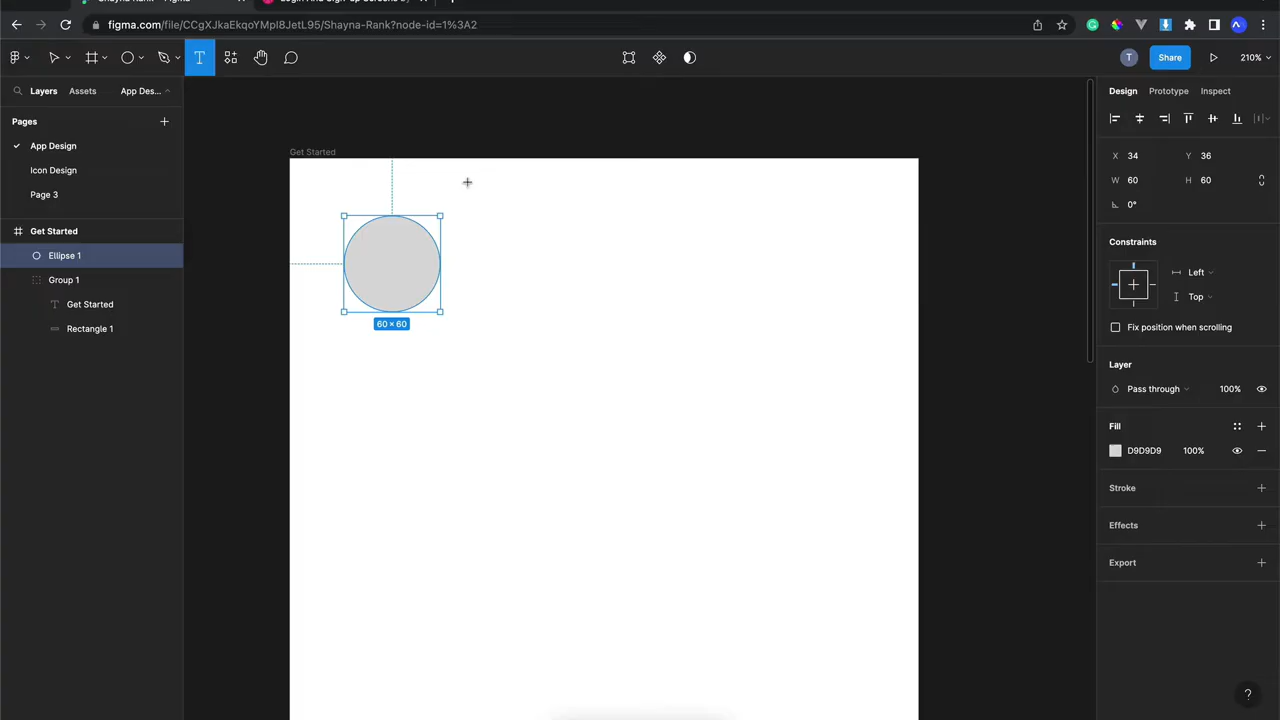 figma.com/file/CCgXJkaEkqoYMpI8JetL95/Shayna-Rank?node-id=1%3A2
Share
210%
Layers
Assets
App Des...
Design
Prototype
Inspect
Pages
App Design
Icon Design
Page 3
Get Started
Ellipse 1
Group 1
Get Started
Rectangle 1
Get Started
60 × 60
X 34
Y 36
W 60
H 60
0°
Constraints
Left
Top
Fix position when scrolling
Layer
Pass through
100%
Fill
D9D9D9
100%
Stroke
Effects
Export
T
T
?